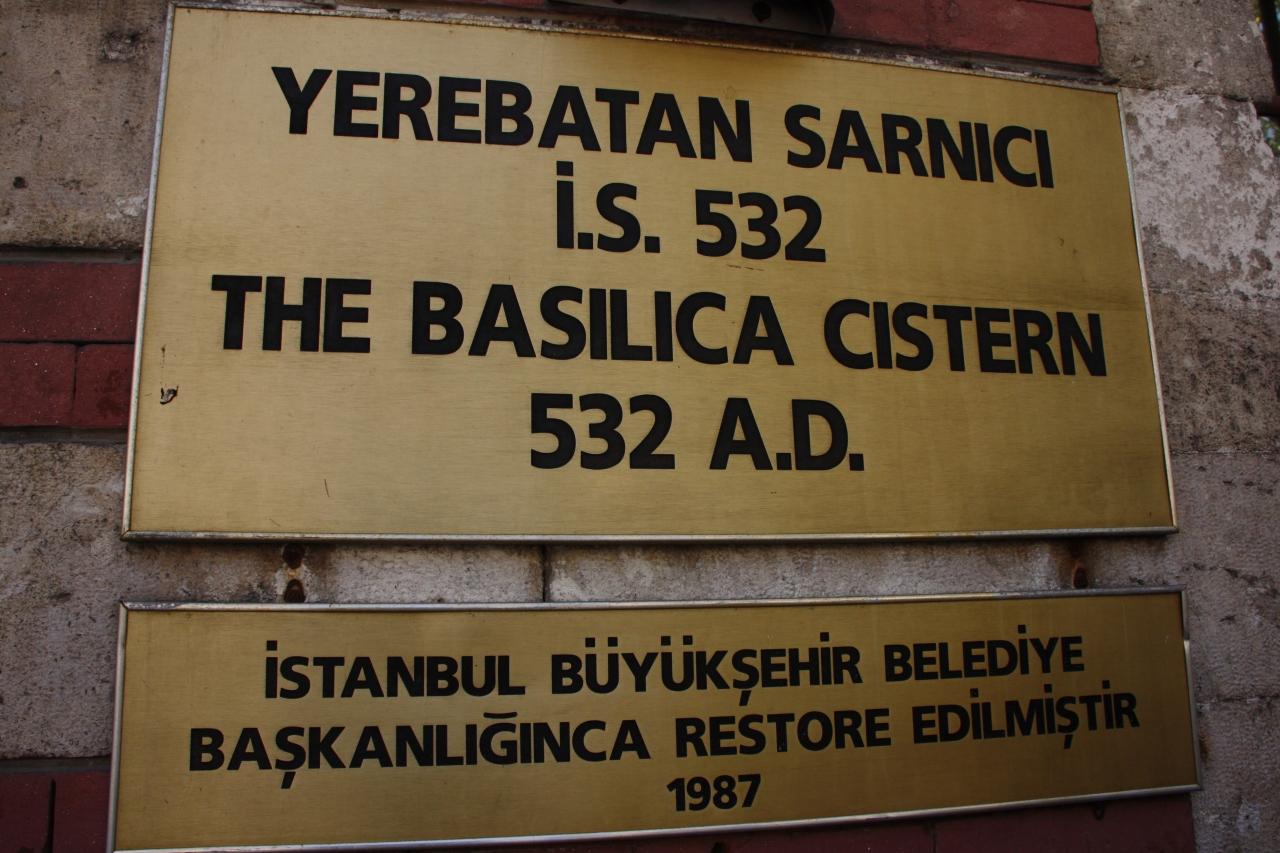 YEREBATAN SARNICI
İ.S. 532
THE BASILICA CISTERN
532 A.D.
İSTANBUL BÜYÜKŞEHİR BELEDİYE
BAŞKANLIĞINCA RESTORE EDİLMİŞTİR
1987